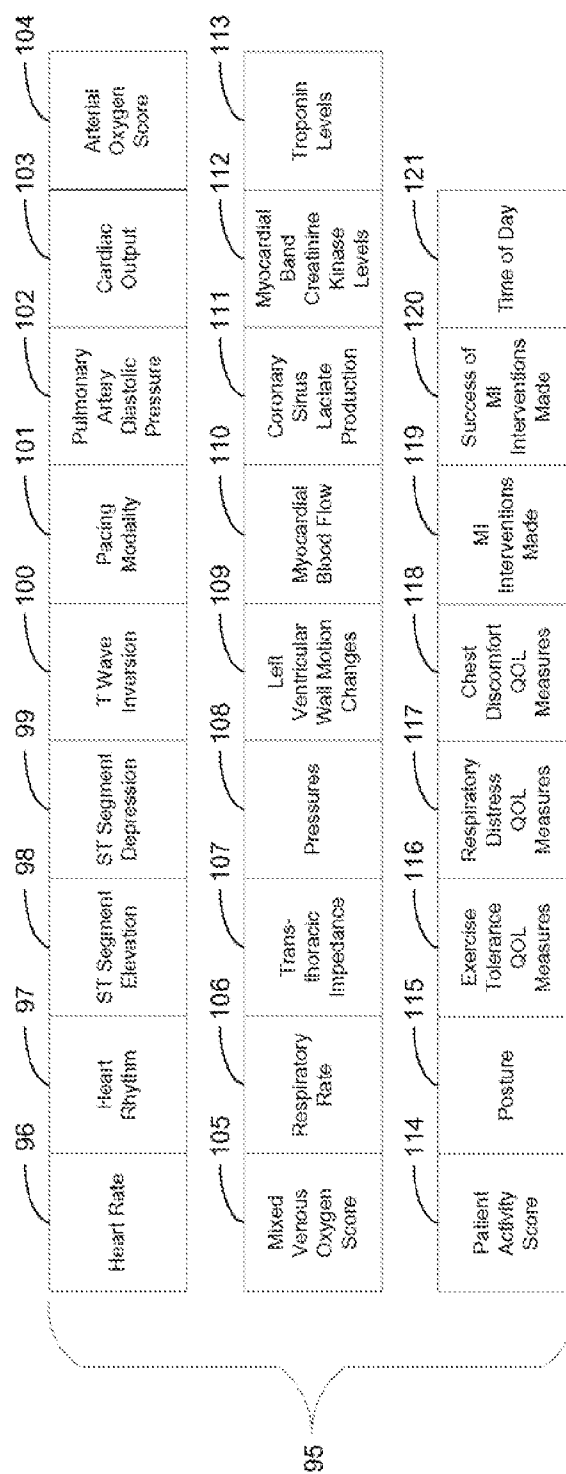 95
96
Heart Rate
97
Heart
Rhythm
98
ST Segment
Elevation
99
ST Segment
Depression
100
T Wave
Inversion
101
Pacing
Modality
102
Pulmonary
Artery
Diastolic
Pressure
103
Cardiac
Output
104
Arterial
Oxygen
Score
105
Mixed
Venous
Oxygen
Score
106
Respiratory
Rate
107
Trans-
thoracic
Impedance
108
Pressures
109
Left
Ventricular
Wall Motion
Changes
110
Myocardial
Blood Flow
111
Coronary
Sinus
Lactate
Production
112
Myocardial
Band
Creatinine
Kinase
Levels
113
Troponin
Levels
114
Patient
Activity
Score
115
Posture
116
Exercise
Tolerance
QOL
Measures
117
Respiratory
Distress
QOL
Measures
118
Chest
Discomfort
QOL
Measures
119
MI
Interventions
Made
120
Success of
MI
Interventions
Made
121
Time of Day